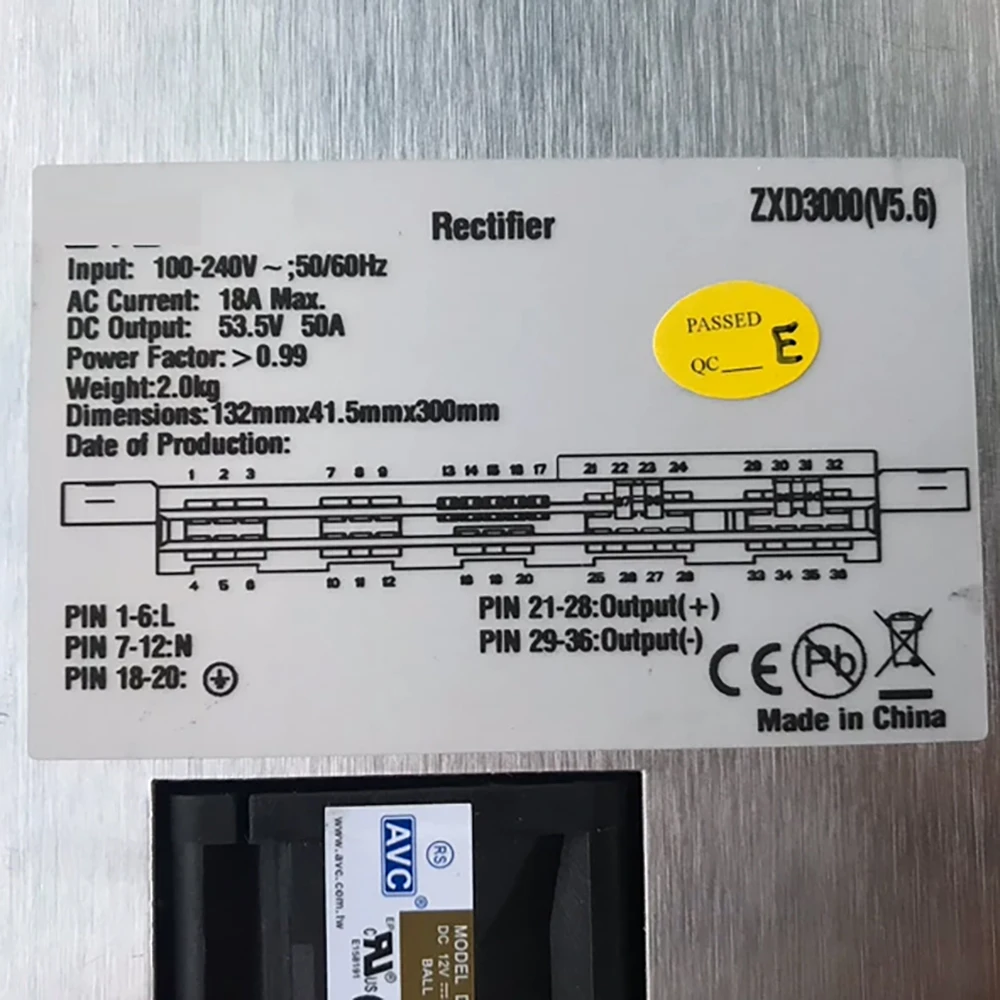 Rectifier
ZXD3000(V5.6)
Input: 100-240V ~ ;50/60Hz
AC Current: 18A Max.
DC Output: 53.5V 50A
Power Factor: > 0.99
Weight:2.0kg
Dimensions:132mmx41.5mmx300mm
Date of Production:
PASSED
QC ___ E
1 2 3 7 8 9 13 14 15 16 17 21 22 23 24 29 30 31 32
4 5 6 10 11 12 18 19 20 25 26 27 28 33 34 35 36
PIN 1-6:L
PIN 7-12:N
PIN 18-20:
PIN 21-28:Output(+)
PIN 29-36:Output(-)
CE
Pb
Made in China
www.avc.com.tw
AVC®
RS
MODEL
DC 12V
BALL
E158191